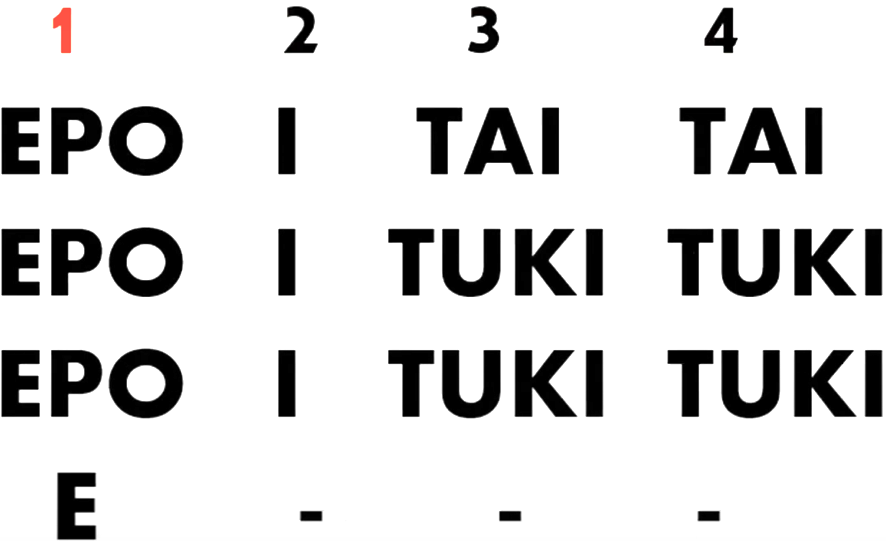 1 2 3 4
EPO I TAI TAI
EPO I TUKI TUKI
EPO I TUKI TUKI
E - - -